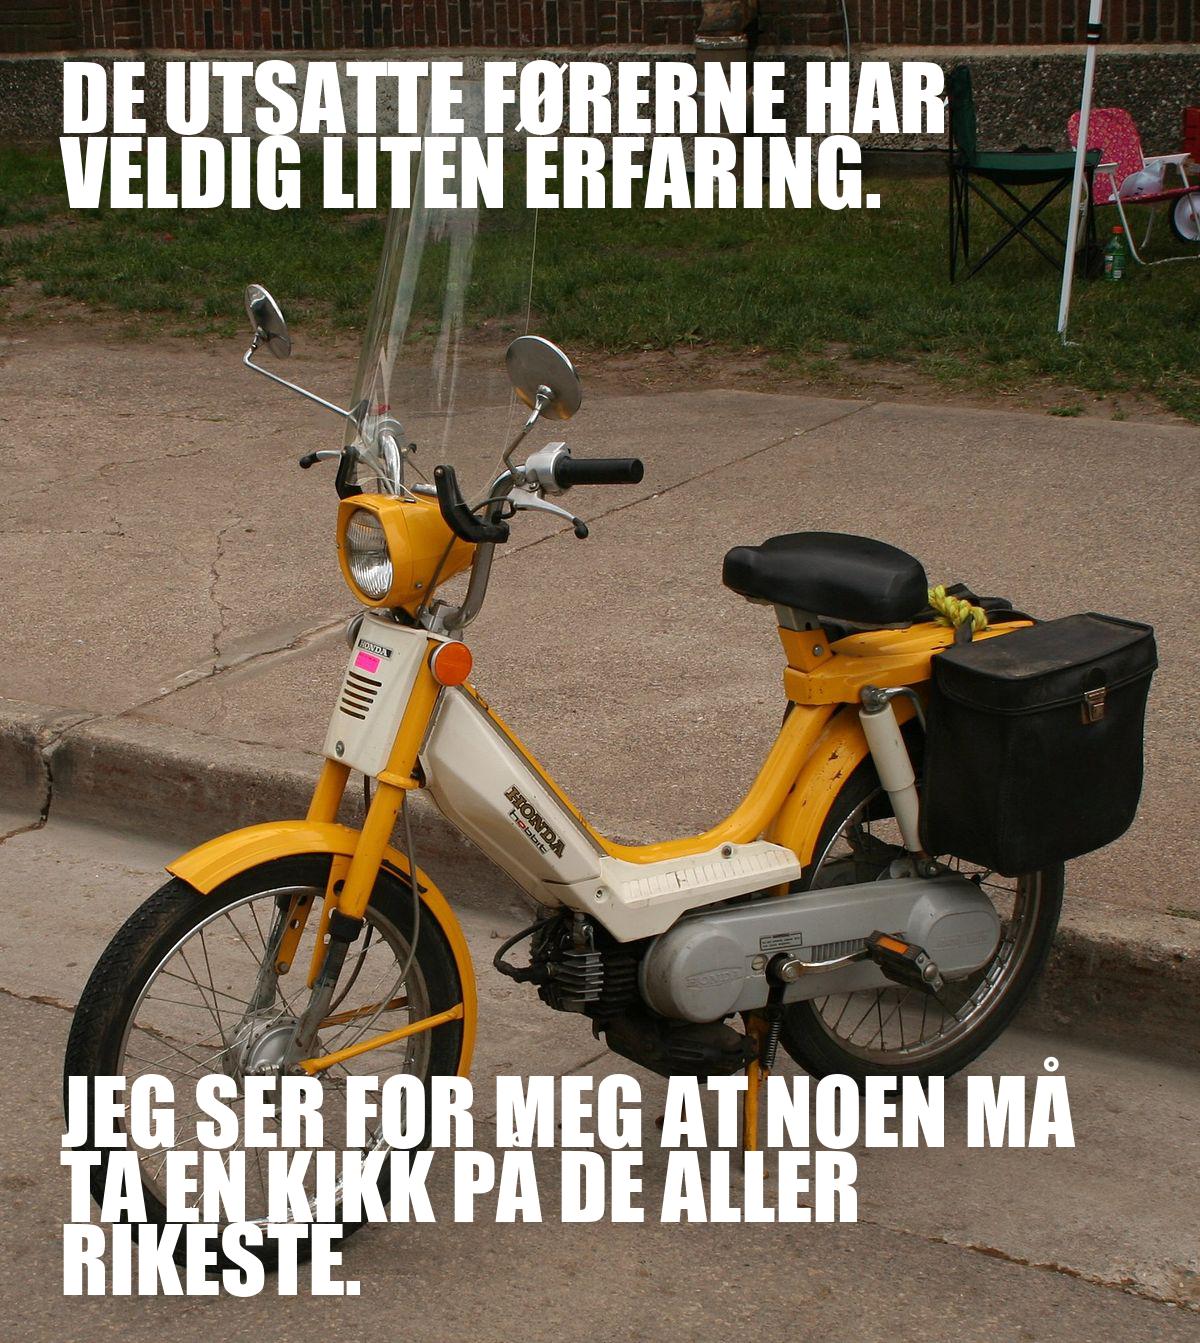 DE UTSATTE FØRERNE HAR
VELDIG LITEN ERFARING.
HONDA
HONDA
hobbit
HONDA
JEG SER FOR MEG AT NOEN MÅ
TA EN KIKK PÅ DE ALLER
RIKESTE.